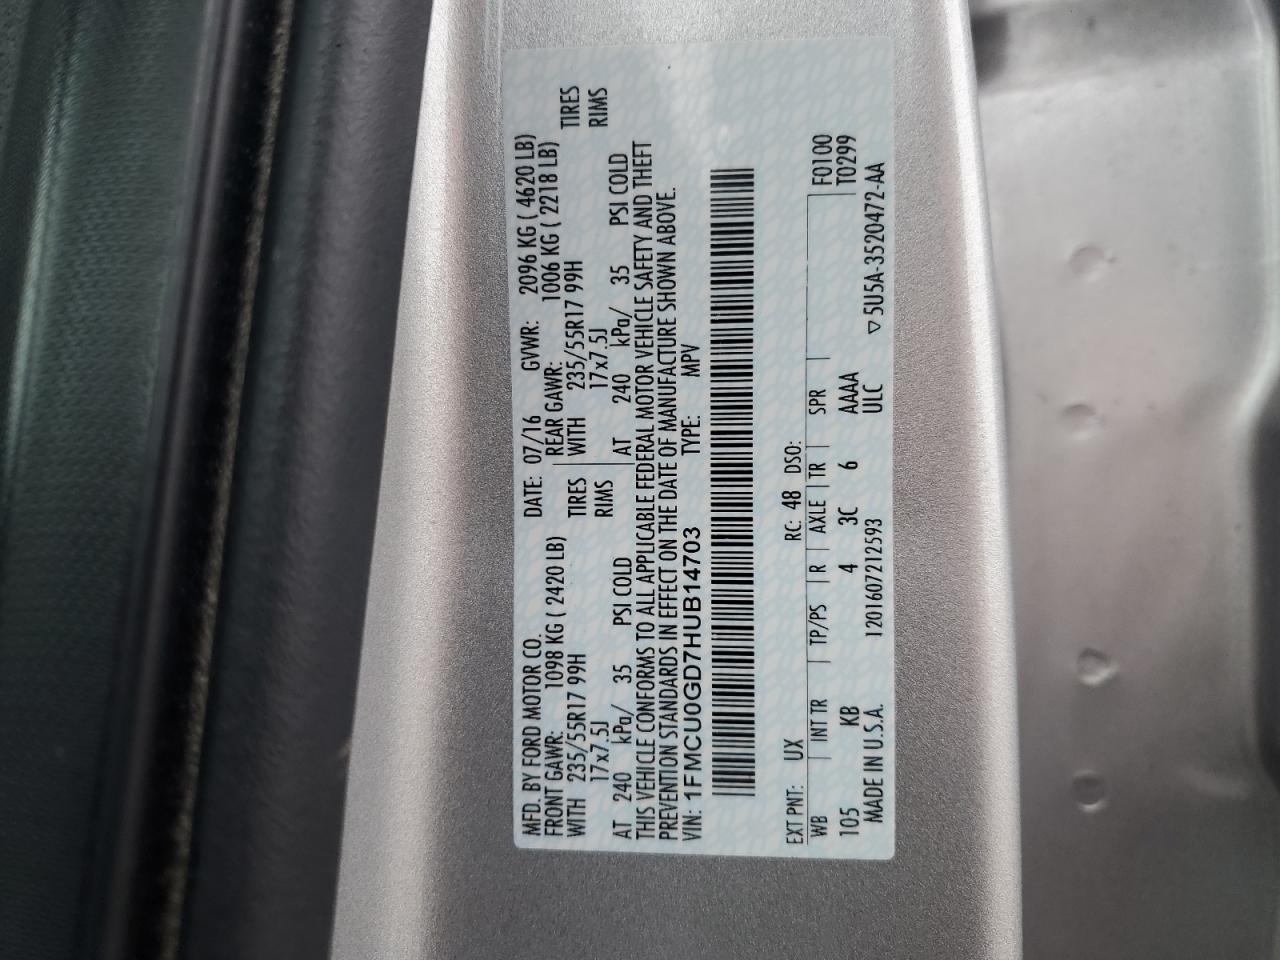 MFD. BY FORD MOTOR CO. DATE: 07/16 GVWR: 2096 KG ( 4620 LB)
FRONT GAWR: 1098 KG ( 2420 LB) REAR GAWR: 1006 KG ( 2218 LB)
WITH 235/55R17 99H TIRES WITH 235/55R17 99H TIRES
17x7.5J RIMS 17x7.5J RIMS
AT 240 kPa/ 35 PSI COLD AT 240 kPa/ 35 PSI COLD
THIS VEHICLE CONFORMS TO ALL APPLICABLE FEDERAL MOTOR VEHICLE SAFETY AND THEFT
PREVENTION STANDARDS IN EFFECT ON THE DATE OF MANUFACTURE SHOWN ABOVE.
VIN: 1FMCU0GD7HUB14703 TYPE: MPV
EXT PNT: UX RC: 48 DSO:
WB INT TR TP/PS R AXLE TR SPR F0100
105 KB 4 3C 6 AAAA T0299
MADE IN U.S.A. 1201607212593 ULC ▽5U5A-3520472-AA